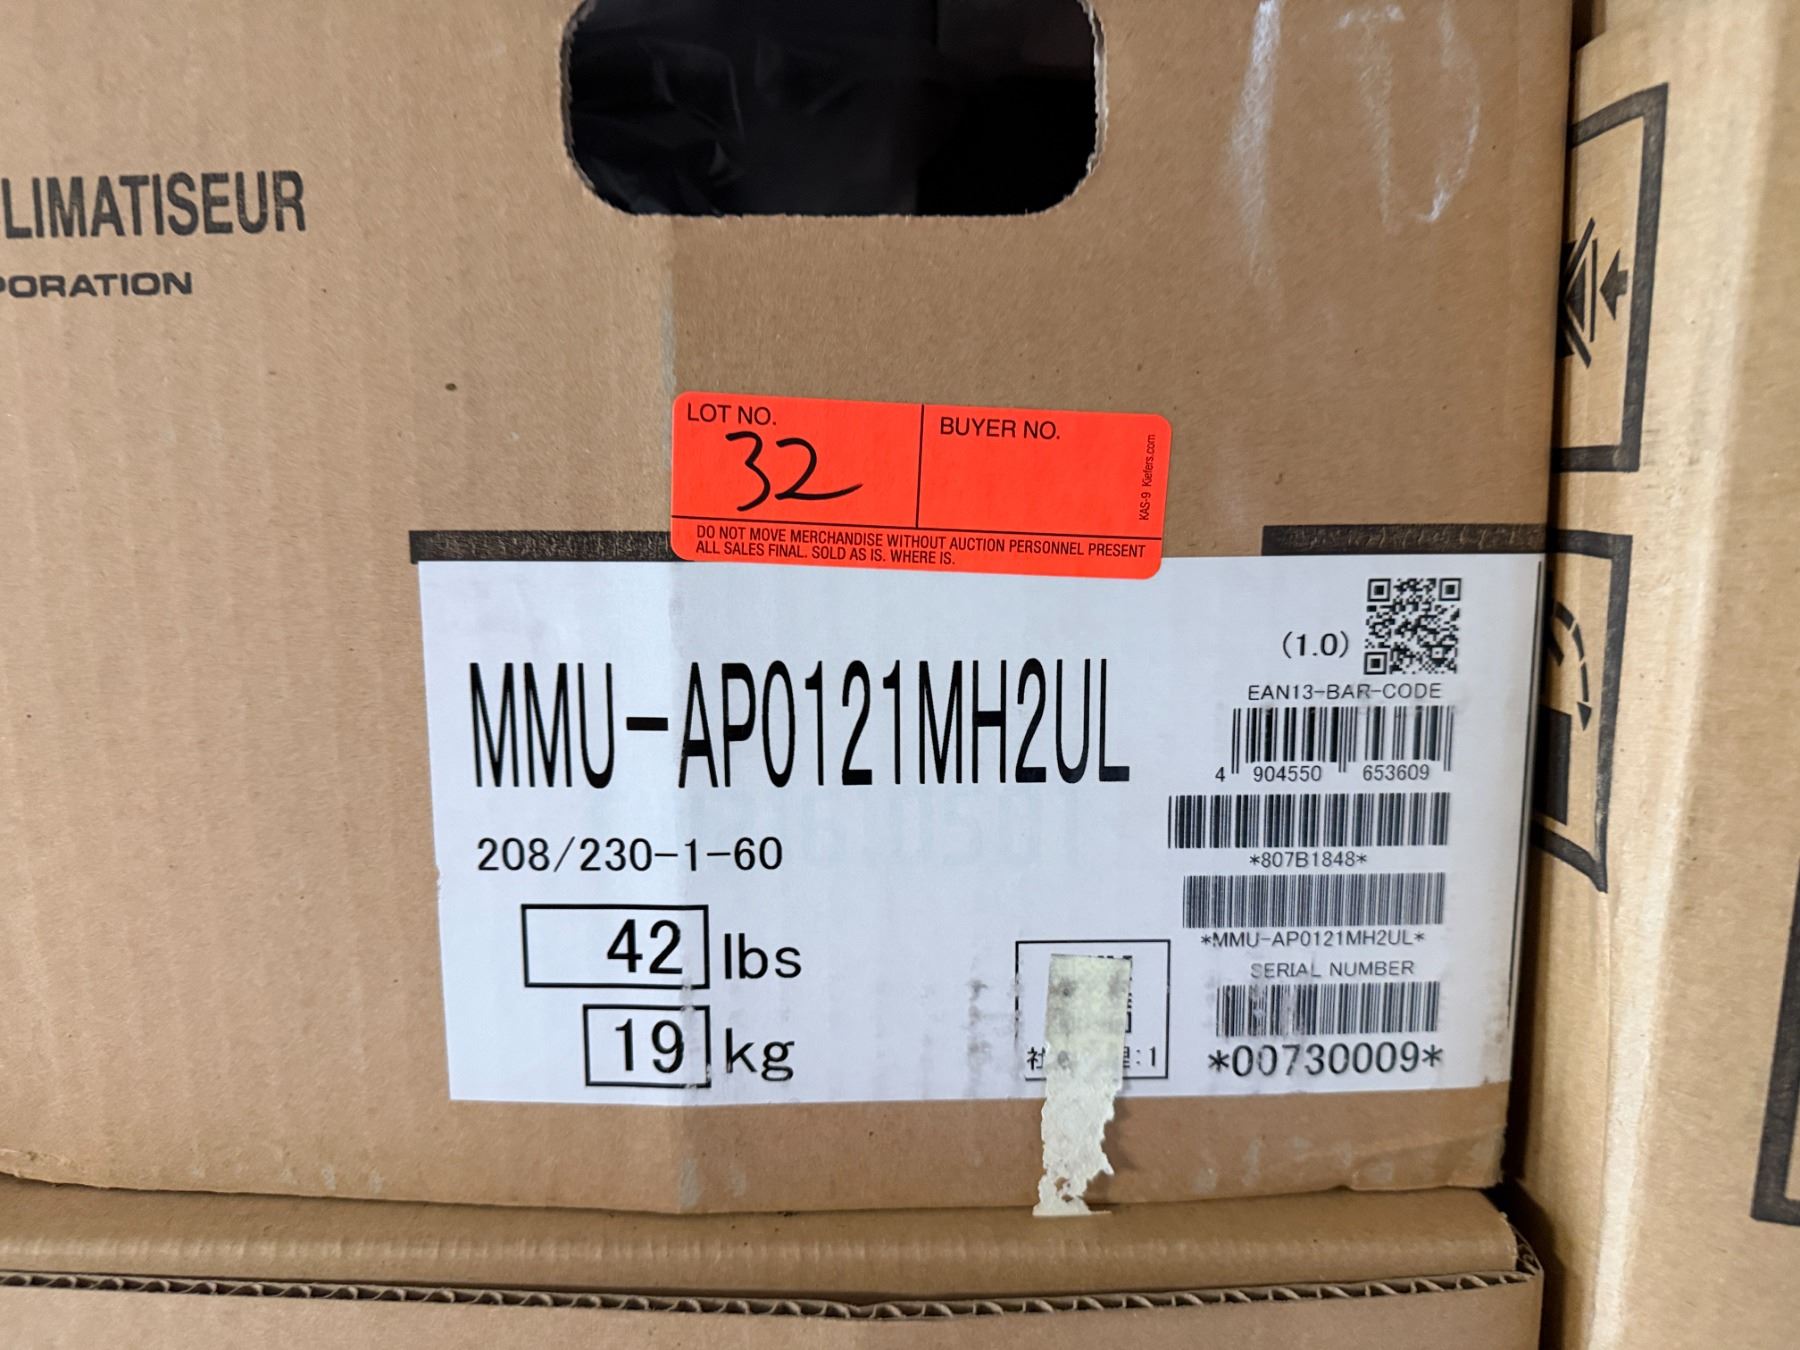 LIMATISEUR
PORATION
LOT NO.
32
BUYER NO.
KAS-9 Kiefers.com
DO NOT MOVE MERCHANDISE WITHOUT AUCTION PERSONNEL PRESENT
ALL SALES FINAL. SOLD AS IS. WHERE IS.
(1.0)
EAN13-BAR-CODE
4 904550 653609
MMU-AP0121MH2UL
*807B1848*
208/230-1-60
*MMU-AP0121MH2UL*
42 lbs
SERIAL NUMBER
19 kg
社 :1
*00730009*